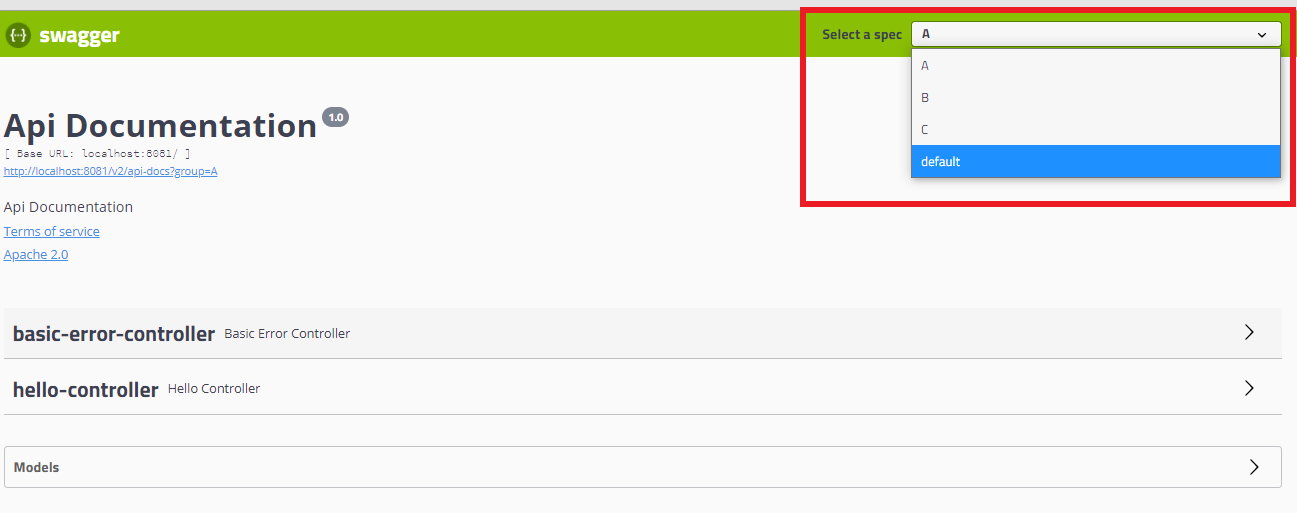 swagger
Select a spec A
A
B
C
default
Api Documentation 1.0
[ Base URL: localhost:8081/ ]
http://localhost:8081/v2/api-docs?group=A
Api Documentation
Terms of service
Apache 2.0
basic-error-controller Basic Error Controller
hello-controller Hello Controller
Models